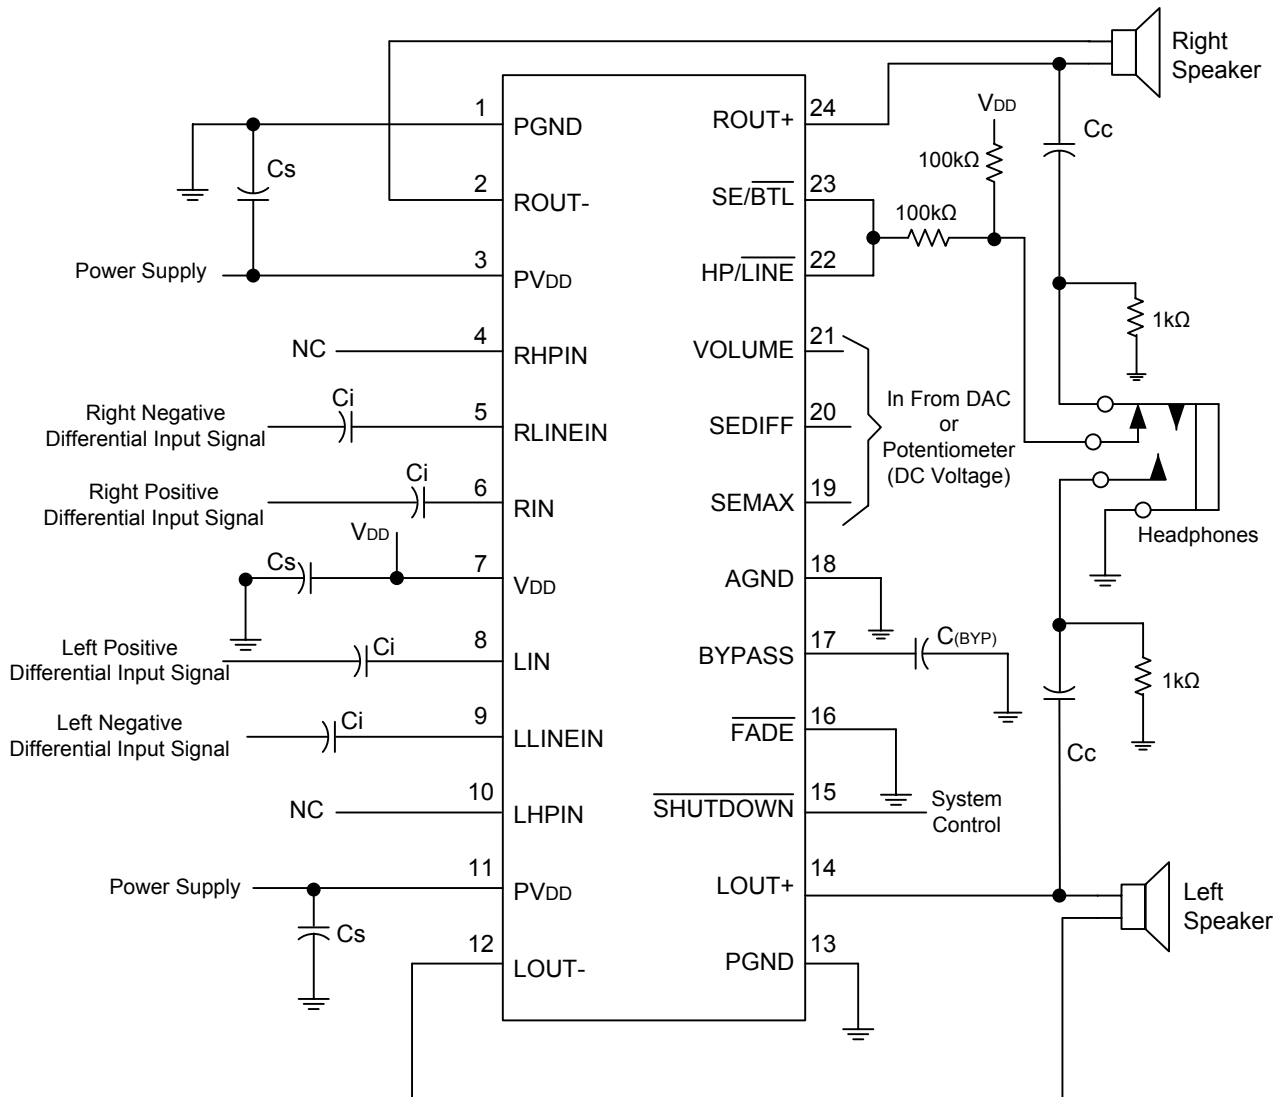 Right
Speaker
1
PGND
ROUT+
24
VDD
Cc
Cs
100kΩ
2
ROUT-
SE/BTL
23
100kΩ
Power Supply
3
PVDD
HP/LINE
22
1kΩ
NC
4
RHPIN
VOLUME
21
Right Negative
Differential Input Signal
Ci
5
RLINEIN
SEDIFF
20
In From DAC
or
Potentiometer
(DC Voltage)
Right Positive
Differential Input Signal
Ci
6
RIN
SEMAX
19
Headphones
VDD
Cs
7
VDD
AGND
18
Left Positive
Differential Input Signal
Ci
8
LIN
BYPASS
17
C(BYP)
1kΩ
Left Negative
Differential Input Signal
Ci
9
LLINEIN
FADE
16
Cc
NC
10
LHPIN
SHUTDOWN
15
System
Control
Power Supply
11
PVDD
LOUT+
14
Left
Speaker
Cs
12
LOUT-
PGND
13